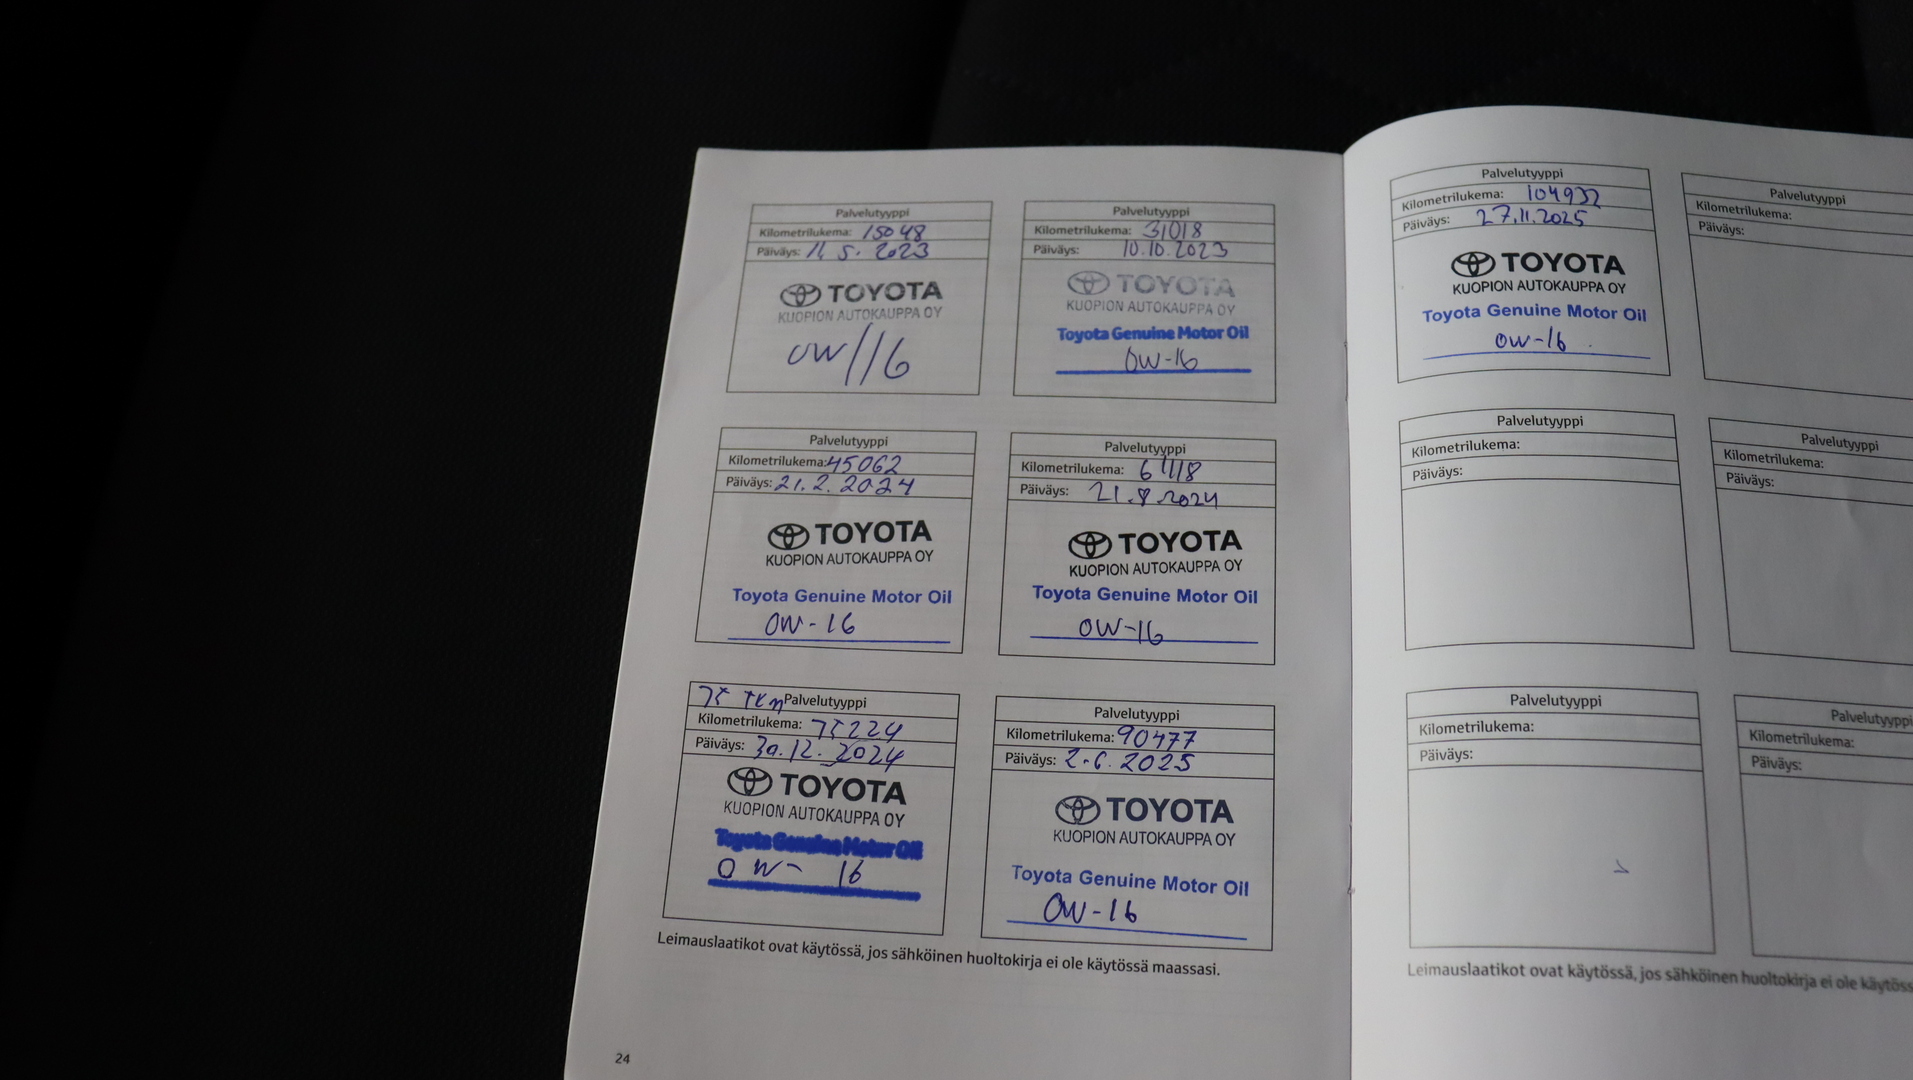 Palvelutyyppi
Kilometrilukema: 15048
Päiväys: 11.5.2023
TOYOTA
KUOPION AUTOKAUPPA OY
0W//16
Palvelutyyppi
Kilometrilukema: 31018
Päiväys: 10.10.2023
TOYOTA
KUOPION AUTOKAUPPA OY
Toyota Genuine Motor Oil
0W-16
Palvelutyyppi
Kilometrilukema: 45062
Päiväys: 21.2.2024
TOYOTA
KUOPION AUTOKAUPPA OY
Toyota Genuine Motor Oil
0W-16
Palvelutyyppi
Kilometrilukema: 61118
Päiväys: 21.8.2024
TOYOTA
KUOPION AUTOKAUPPA OY
Toyota Genuine Motor Oil
0W-16
75 TKM Palvelutyyppi
Kilometrilukema: 75224
Päiväys: 30.12.2024
TOYOTA
KUOPION AUTOKAUPPA OY
Toyota Genuine Motor Oil
0W-16
Palvelutyyppi
Kilometrilukema: 90477
Päiväys: 2.6.2025
TOYOTA
KUOPION AUTOKAUPPA OY
Toyota Genuine Motor Oil
0W-16
Leimauslaatikot ovat käytössä, jos sähköinen huoltokirja ei ole käytössä maassasi.
24
Palvelutyyppi
Kilometrilukema: 104932
Päiväys: 27.11.2025
TOYOTA
KUOPION AUTOKAUPPA OY
Toyota Genuine Motor Oil
0W-16
Palvelutyyppi
Kilometrilukema:
Päiväys:
Palvelutyyppi
Kilometrilukema:
Päiväys:
Palvelutyyppi
Kilometrilukema:
Päiväys:
Palvelutyyppi
Kilometrilukema:
Päiväys:
Palvelutyyppi
Kilometrilukema:
Päiväys:
Leimauslaatikot ovat käytössä, jos sähköinen huoltokirja ei ole käytöss